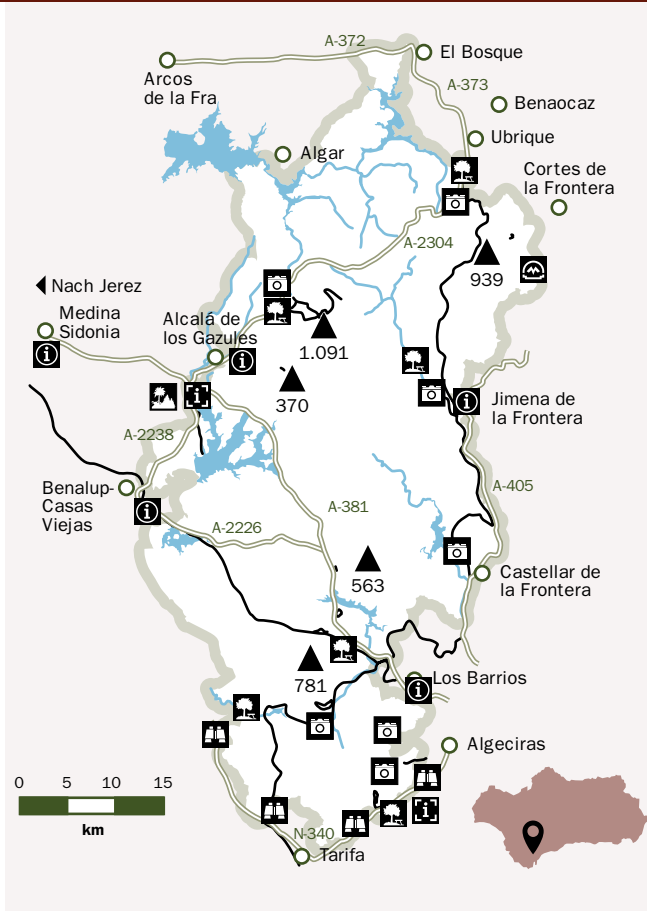 A-372
El Bosque
Arcos
de la Fra
A-373
Benaocaz
Ubrique
Algar
Cortes de
la Frontera
A-2304
939
Nach Jerez
Medina
Sidonia
Alcalá de
los Gazules
1.091
370
Jimena de
la Frontera
A-2238
A-405
Benalup-
Casas
Viejas
A-381
A-2226
563
Castellar de
la Frontera
781
Los Barrios
Algeciras
0 5 10 15
km
N-340
Tarifa